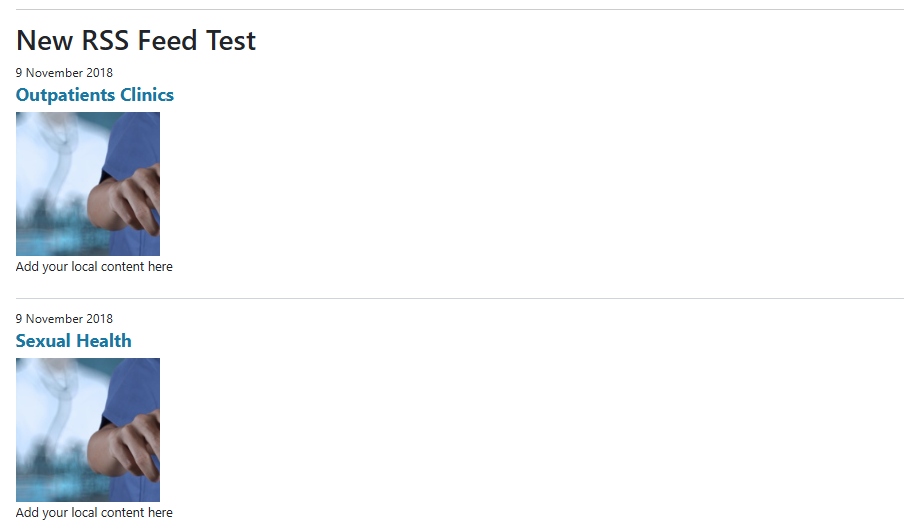 New RSS Feed Test
9 November 2018
Outpatients Clinics
Add your local content here
9 November 2018
Sexual Health
Add your local content here